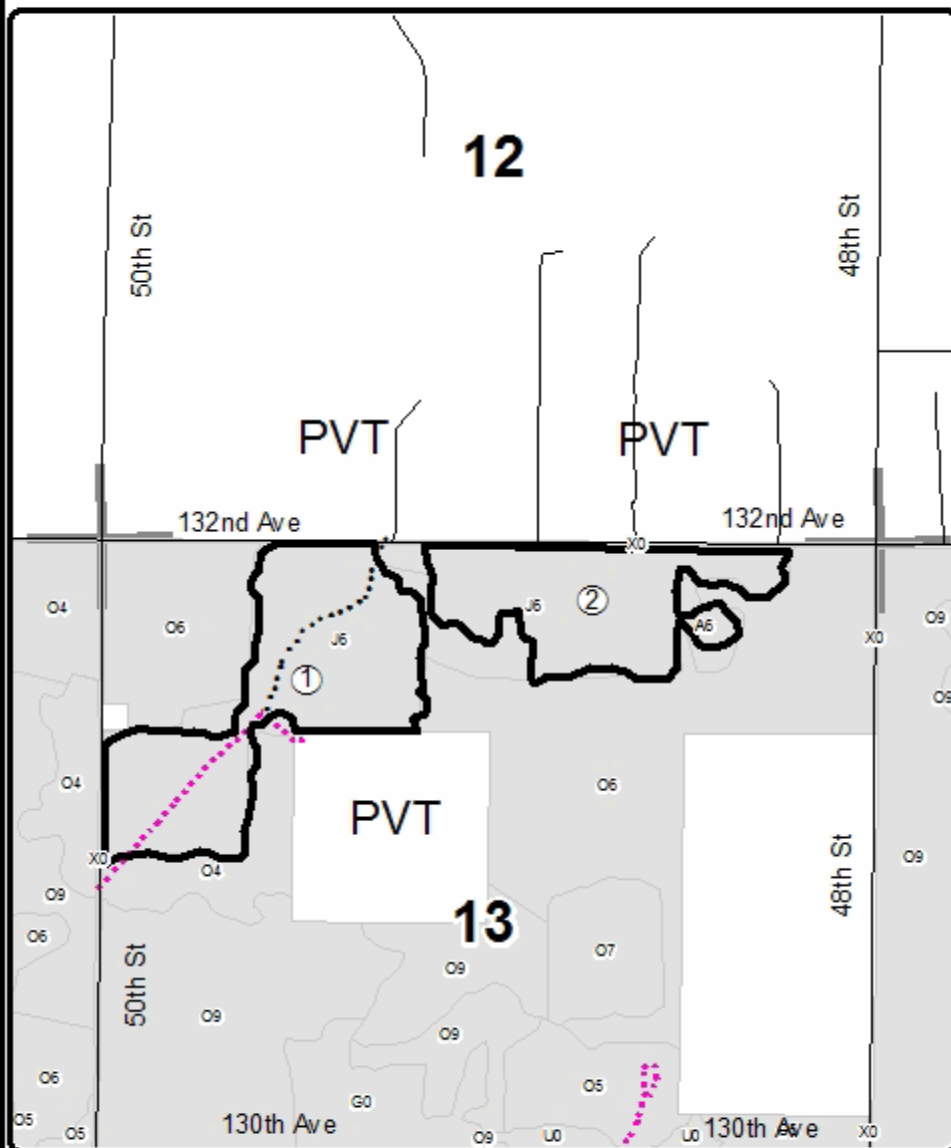 12
50th St
48th St
PVT
PVT
132nd Ave
132nd Ave
X0
O4
O6
J6
J6
2
A6
O9
X0
1
O9
O4
O6
PVT
X0
O4
O9
48th St
O9
13
O6
O7
O9
50th St
O9
O9
O6
O5
G0
O5
O5
130th Ave
O9
U0
U0
130th Ave
X0